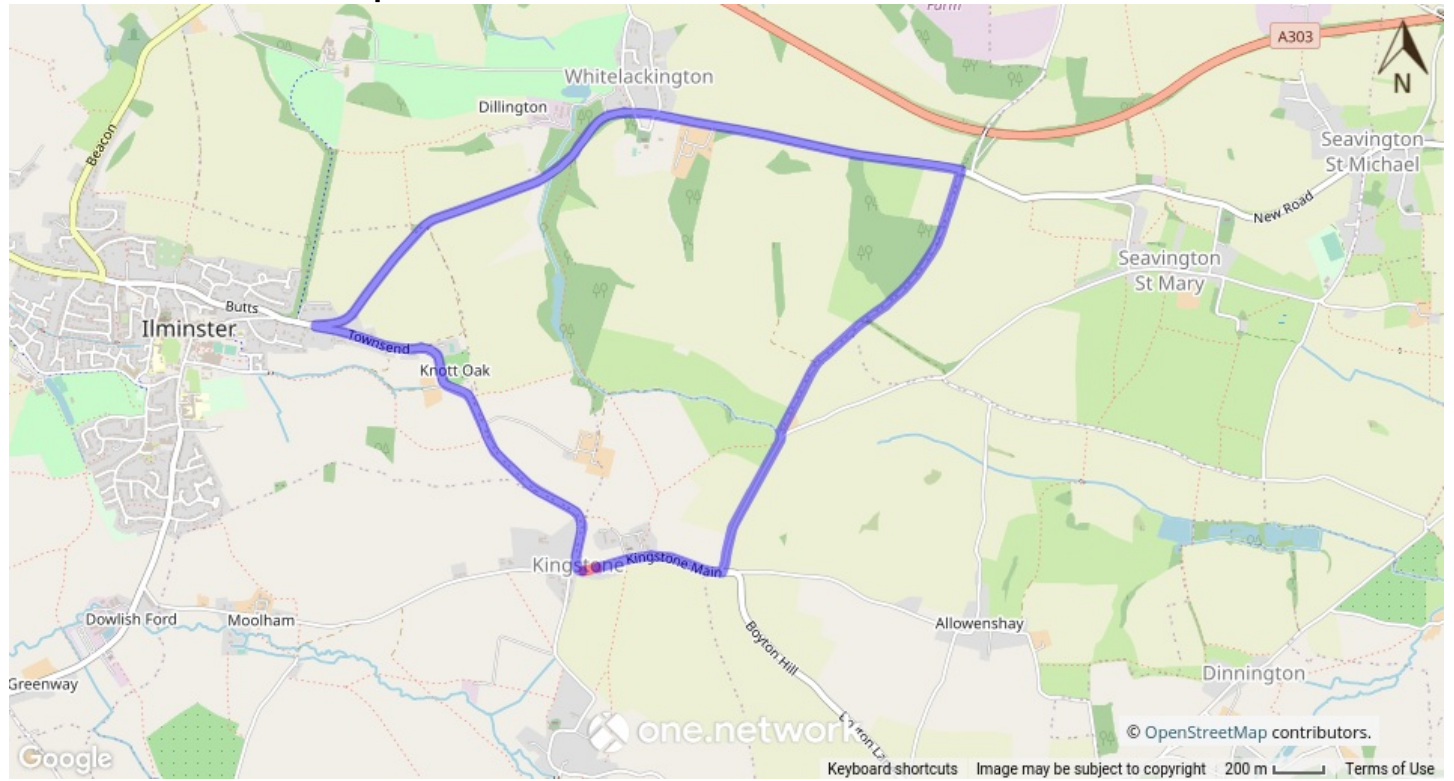 Farm
A303
N
Whitelackington
Dillington
Beacon
Seavington
St Michael
New Road
Seavington
St Mary
Butts
Ilminster
Townsend
Knott Oak
Kingstone
Kingstone Main
Dowlish Ford
Moolham
Allowenshay
Boyton Hill
Greenway
Dinnington
one.network
© OpenStreetMap contributors.
Google
Keyboard shortcuts
Image may be subject to copyright
200 m
Terms of Use